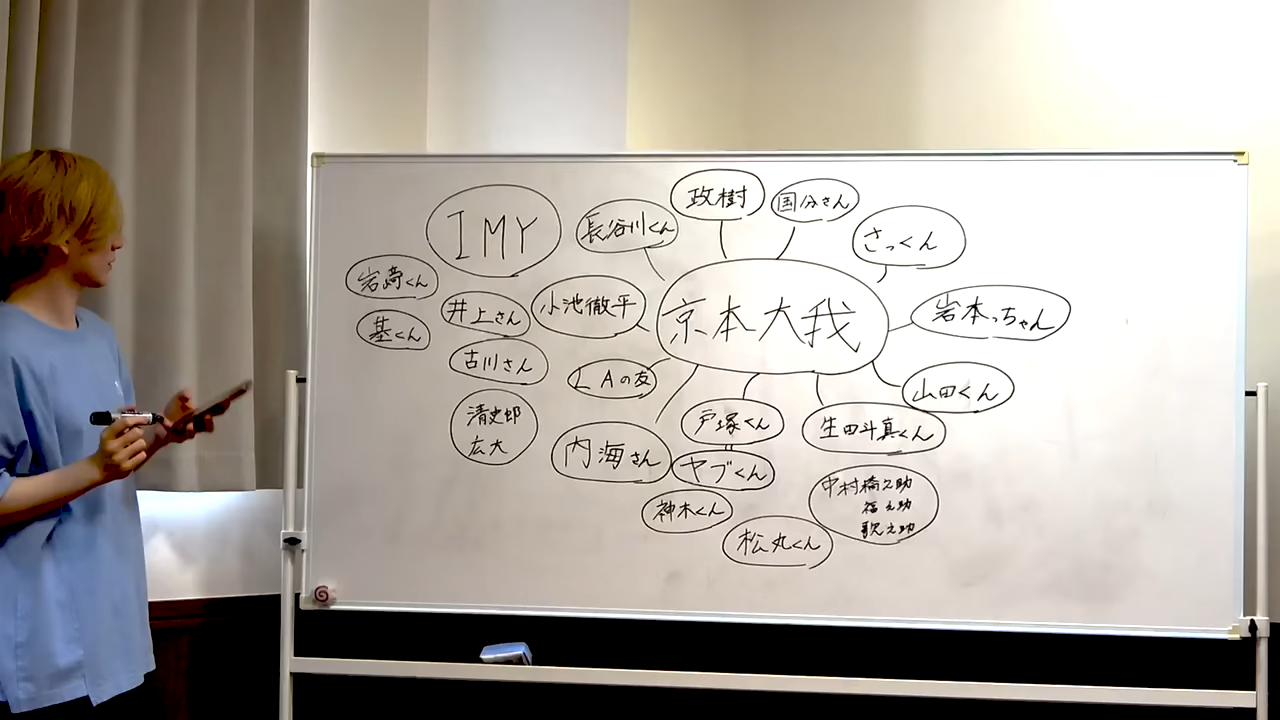 政樹
国分さん
IMY
長谷川くん
さっくん
岩﨑くん
井上さん
小池徹平
京本大我
岩本っちゃん
基くん
古川さん
LAの友
山田くん
清史郎
広大
戸塚くん
生田斗真くん
内海さん
ヤブくん
神木くん
中村橋之助
福之助
歌之助
松丸くん